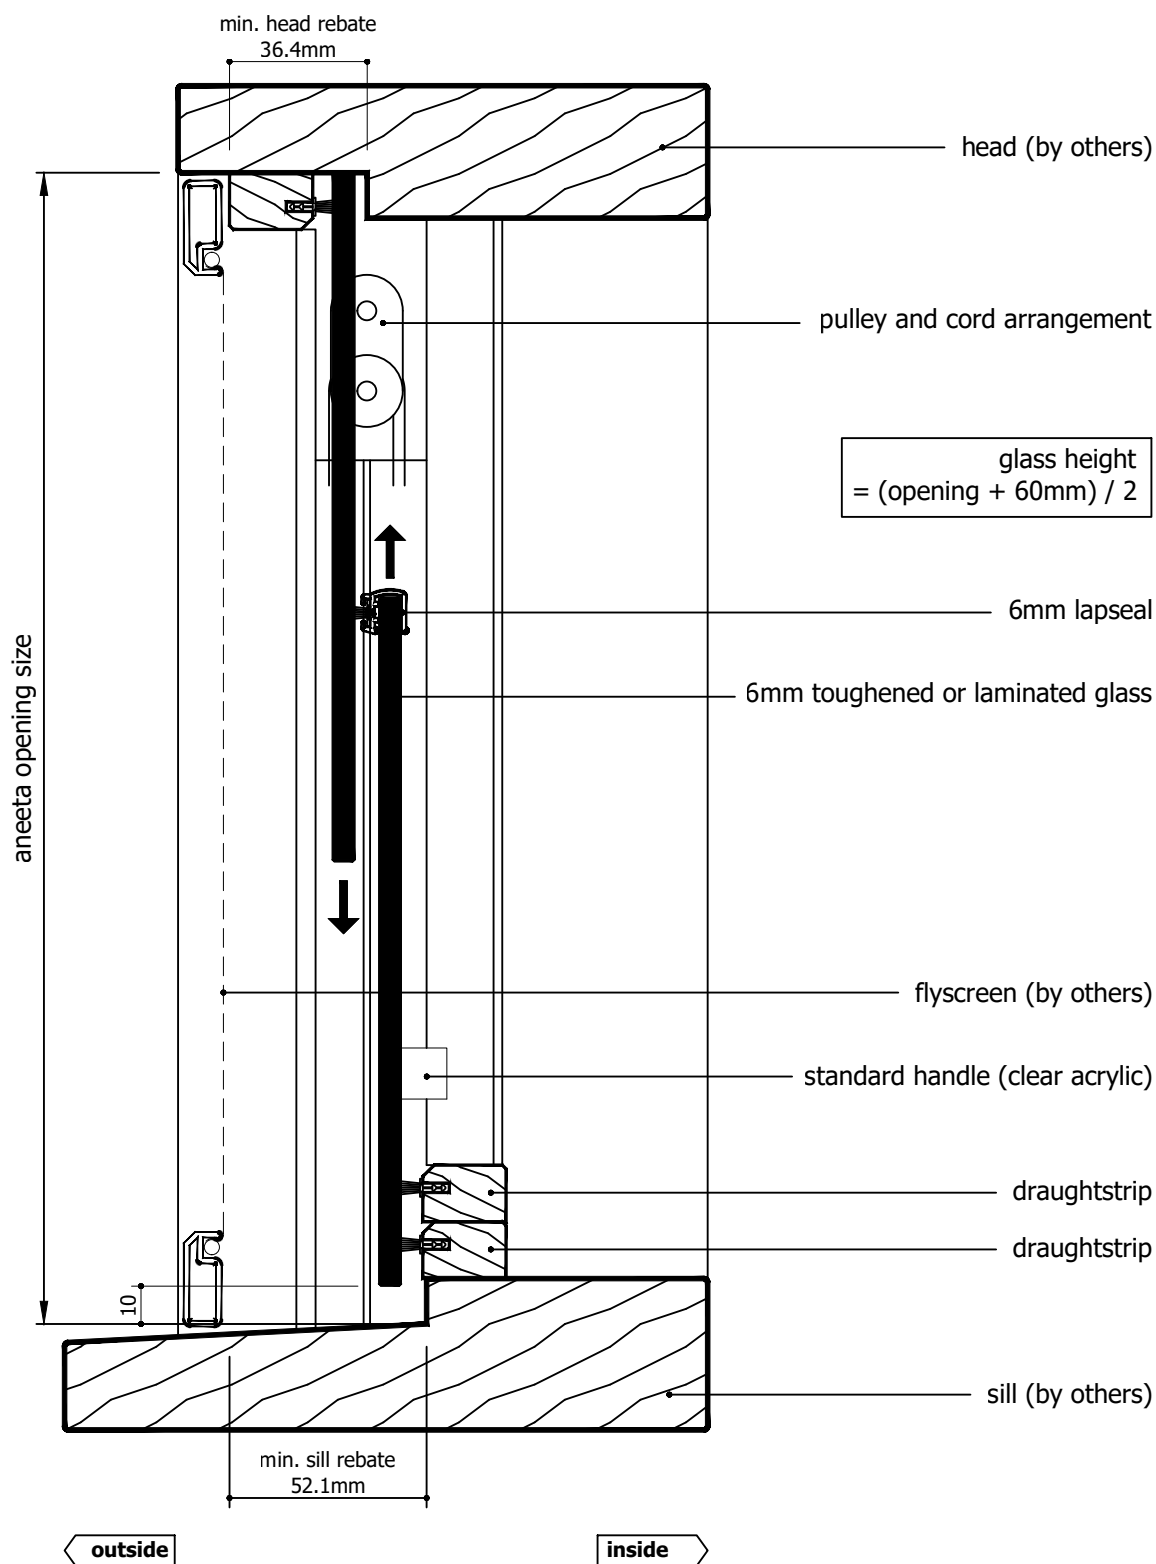 min. head rebate
36.4mm
head (by others)
pulley and cord arrangement
glass height
= (opening + 60mm) / 2
6mm lapseal
6mm toughened or laminated glass
aneeta opening size
flyscreen (by others)
standard handle (clear acrylic)
draughtstrip
draughtstrip
10
sill (by others)
min. sill rebate
52.1mm
outside
inside